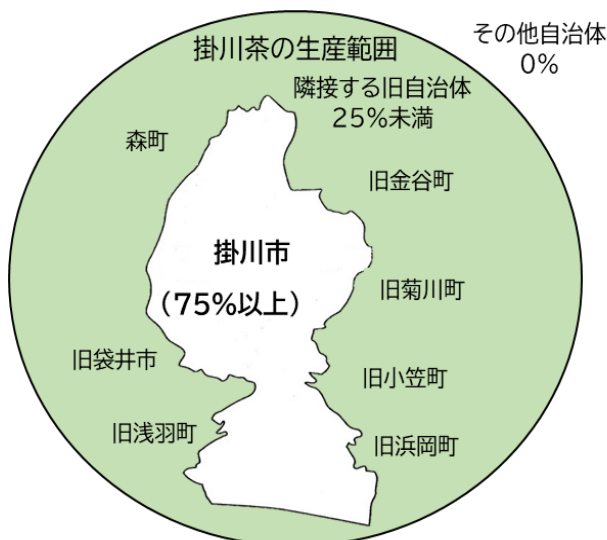 掛川茶の生産範囲
その他自治体
0%
隣接する旧自治体
25%未満
森町
旧金谷町
掛川市
（75%以上）
旧菊川町
旧袋井市
旧小笠町
旧浅羽町
旧浜岡町